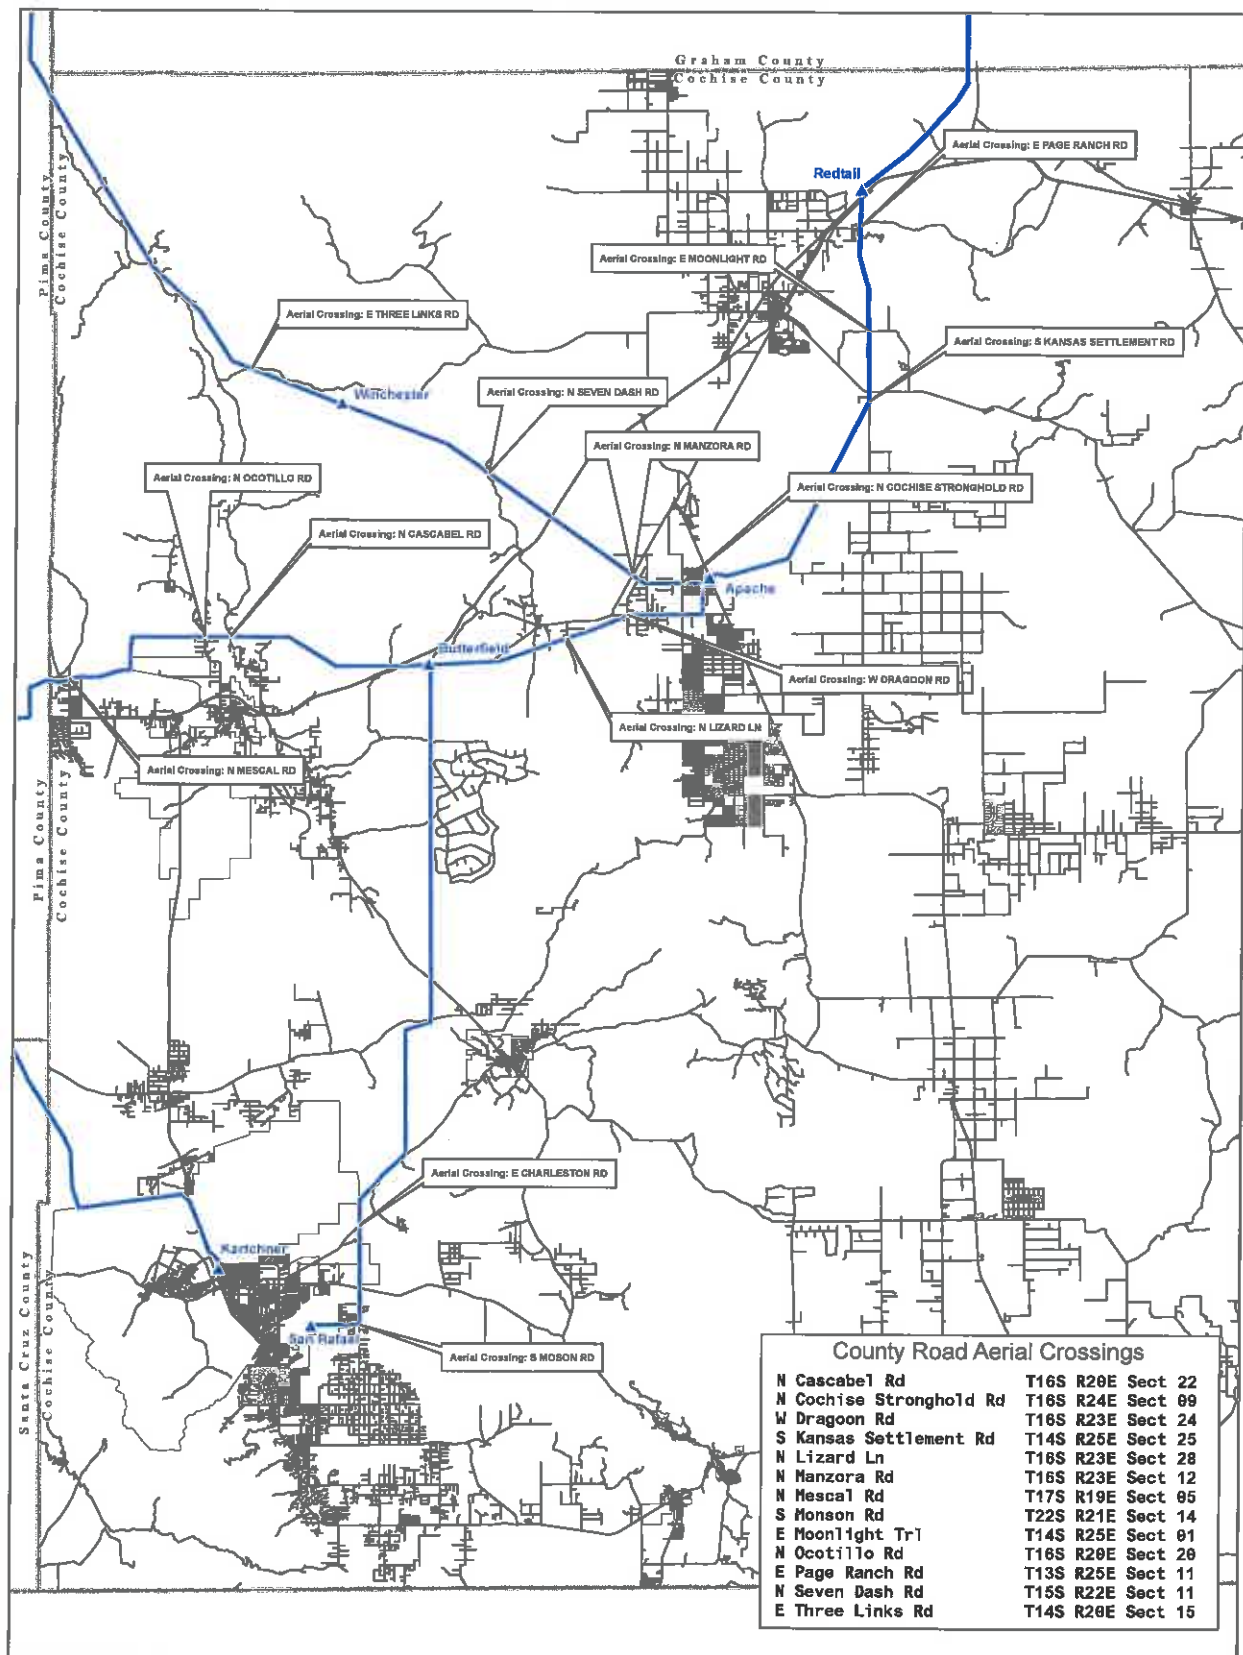 Graham County
Cochise County
Aerial Crossing: E PAGE RANCH RD
Redtail
Pima County
Cochise County
Aerial Crossing: E MOONLIGHT RD
Aerial Crossing: E THREE LINKS RD
Aerial Crossing: S KANSAS SETTLEMENT RD
Winchester
Aerial Crossing: N SEVEN DASH RD
Aerial Crossing: N MANZORA RD
Aerial Crossing: N OCOTILLO RD
Aerial Crossing: N COCHISE STRONGHOLD RD
Aerial Crossing: N CASCABEL RD
Apache
Butterfield
Aerial Crossing: W DRAGOON RD
Aerial Crossing: N LIZARD LN
Aerial Crossing: N MESCAL RD
Pima County
Cochise County
Aerial Crossing: E CHARLESTON RD
Kartchner
Santa Cruz County
Cochise County
San Rafael
Aerial Crossing: S MOSON RD
County Road Aerial Crossings
N Cascabel Rd T16S R20E Sect 22
N Cochise Stronghold Rd T16S R24E Sect 09
W Dragoon Rd T16S R23E Sect 24
S Kansas Settlement Rd T14S R25E Sect 25
N Lizard Ln T16S R23E Sect 28
N Manzora Rd T16S R23E Sect 12
N Mescal Rd T17S R19E Sect 05
S Monson Rd T22S R21E Sect 14
E Moonlight Trl T14S R25E Sect 01
N Ocotillo Rd T16S R20E Sect 20
E Page Ranch Rd T13S R25E Sect 11
N Seven Dash Rd T15S R22E Sect 11
E Three Links Rd T14S R20E Sect 15